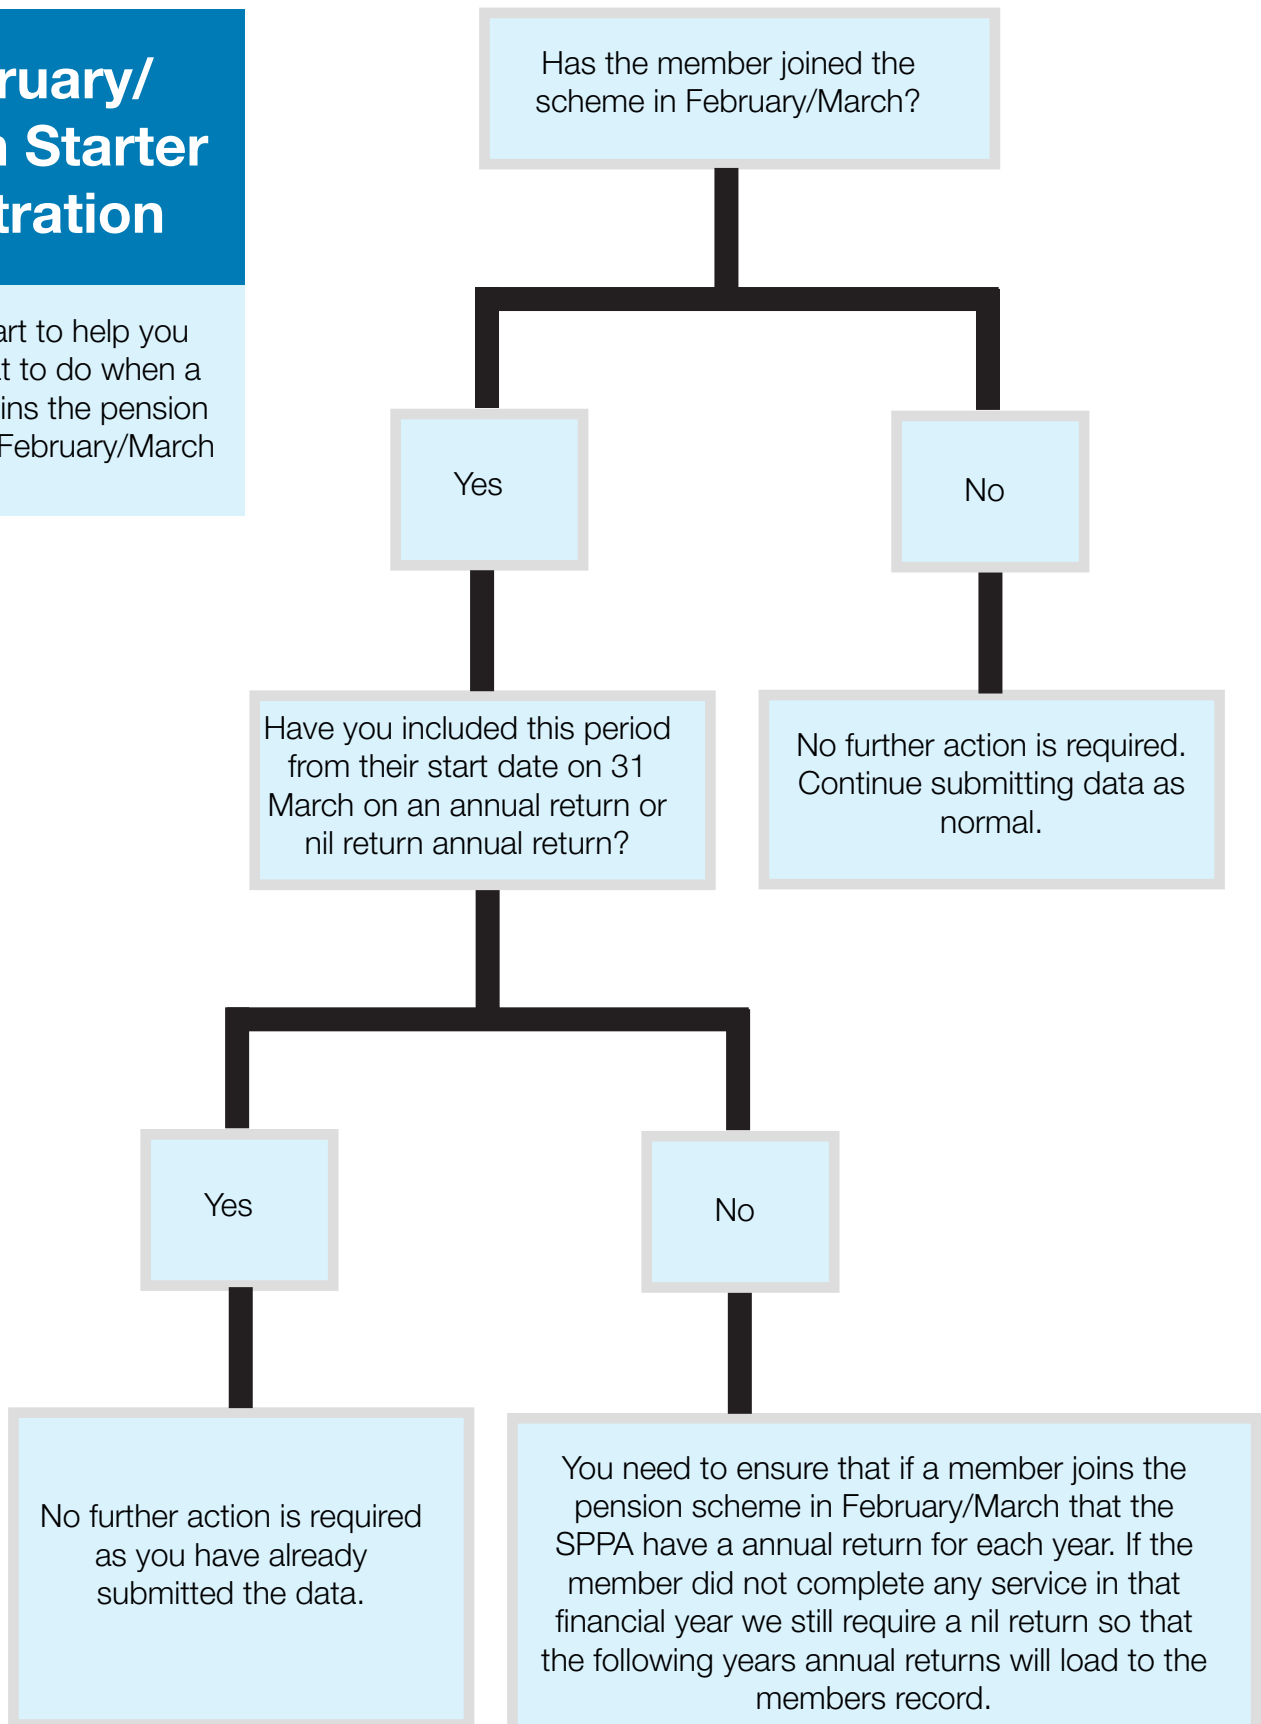 ruary/
Starter
tration
art to help you
to do when a
ins the pension
February/March
Has the member joined the
scheme in February/March?
Yes
No
Have you included this period
from their start date on 31
March on an annual return or
nil return annual return?
No further action is required.
Continue submitting data as
normal.
Yes
No
No further action is required
as you have already
submitted the data.
You need to ensure that if a member joins the
pension scheme in February/March that the
SPPA have a annual return for each year. If the
member did not complete any service in that
financial year we still require a nil return so that
the following years annual returns will load to the
members record.